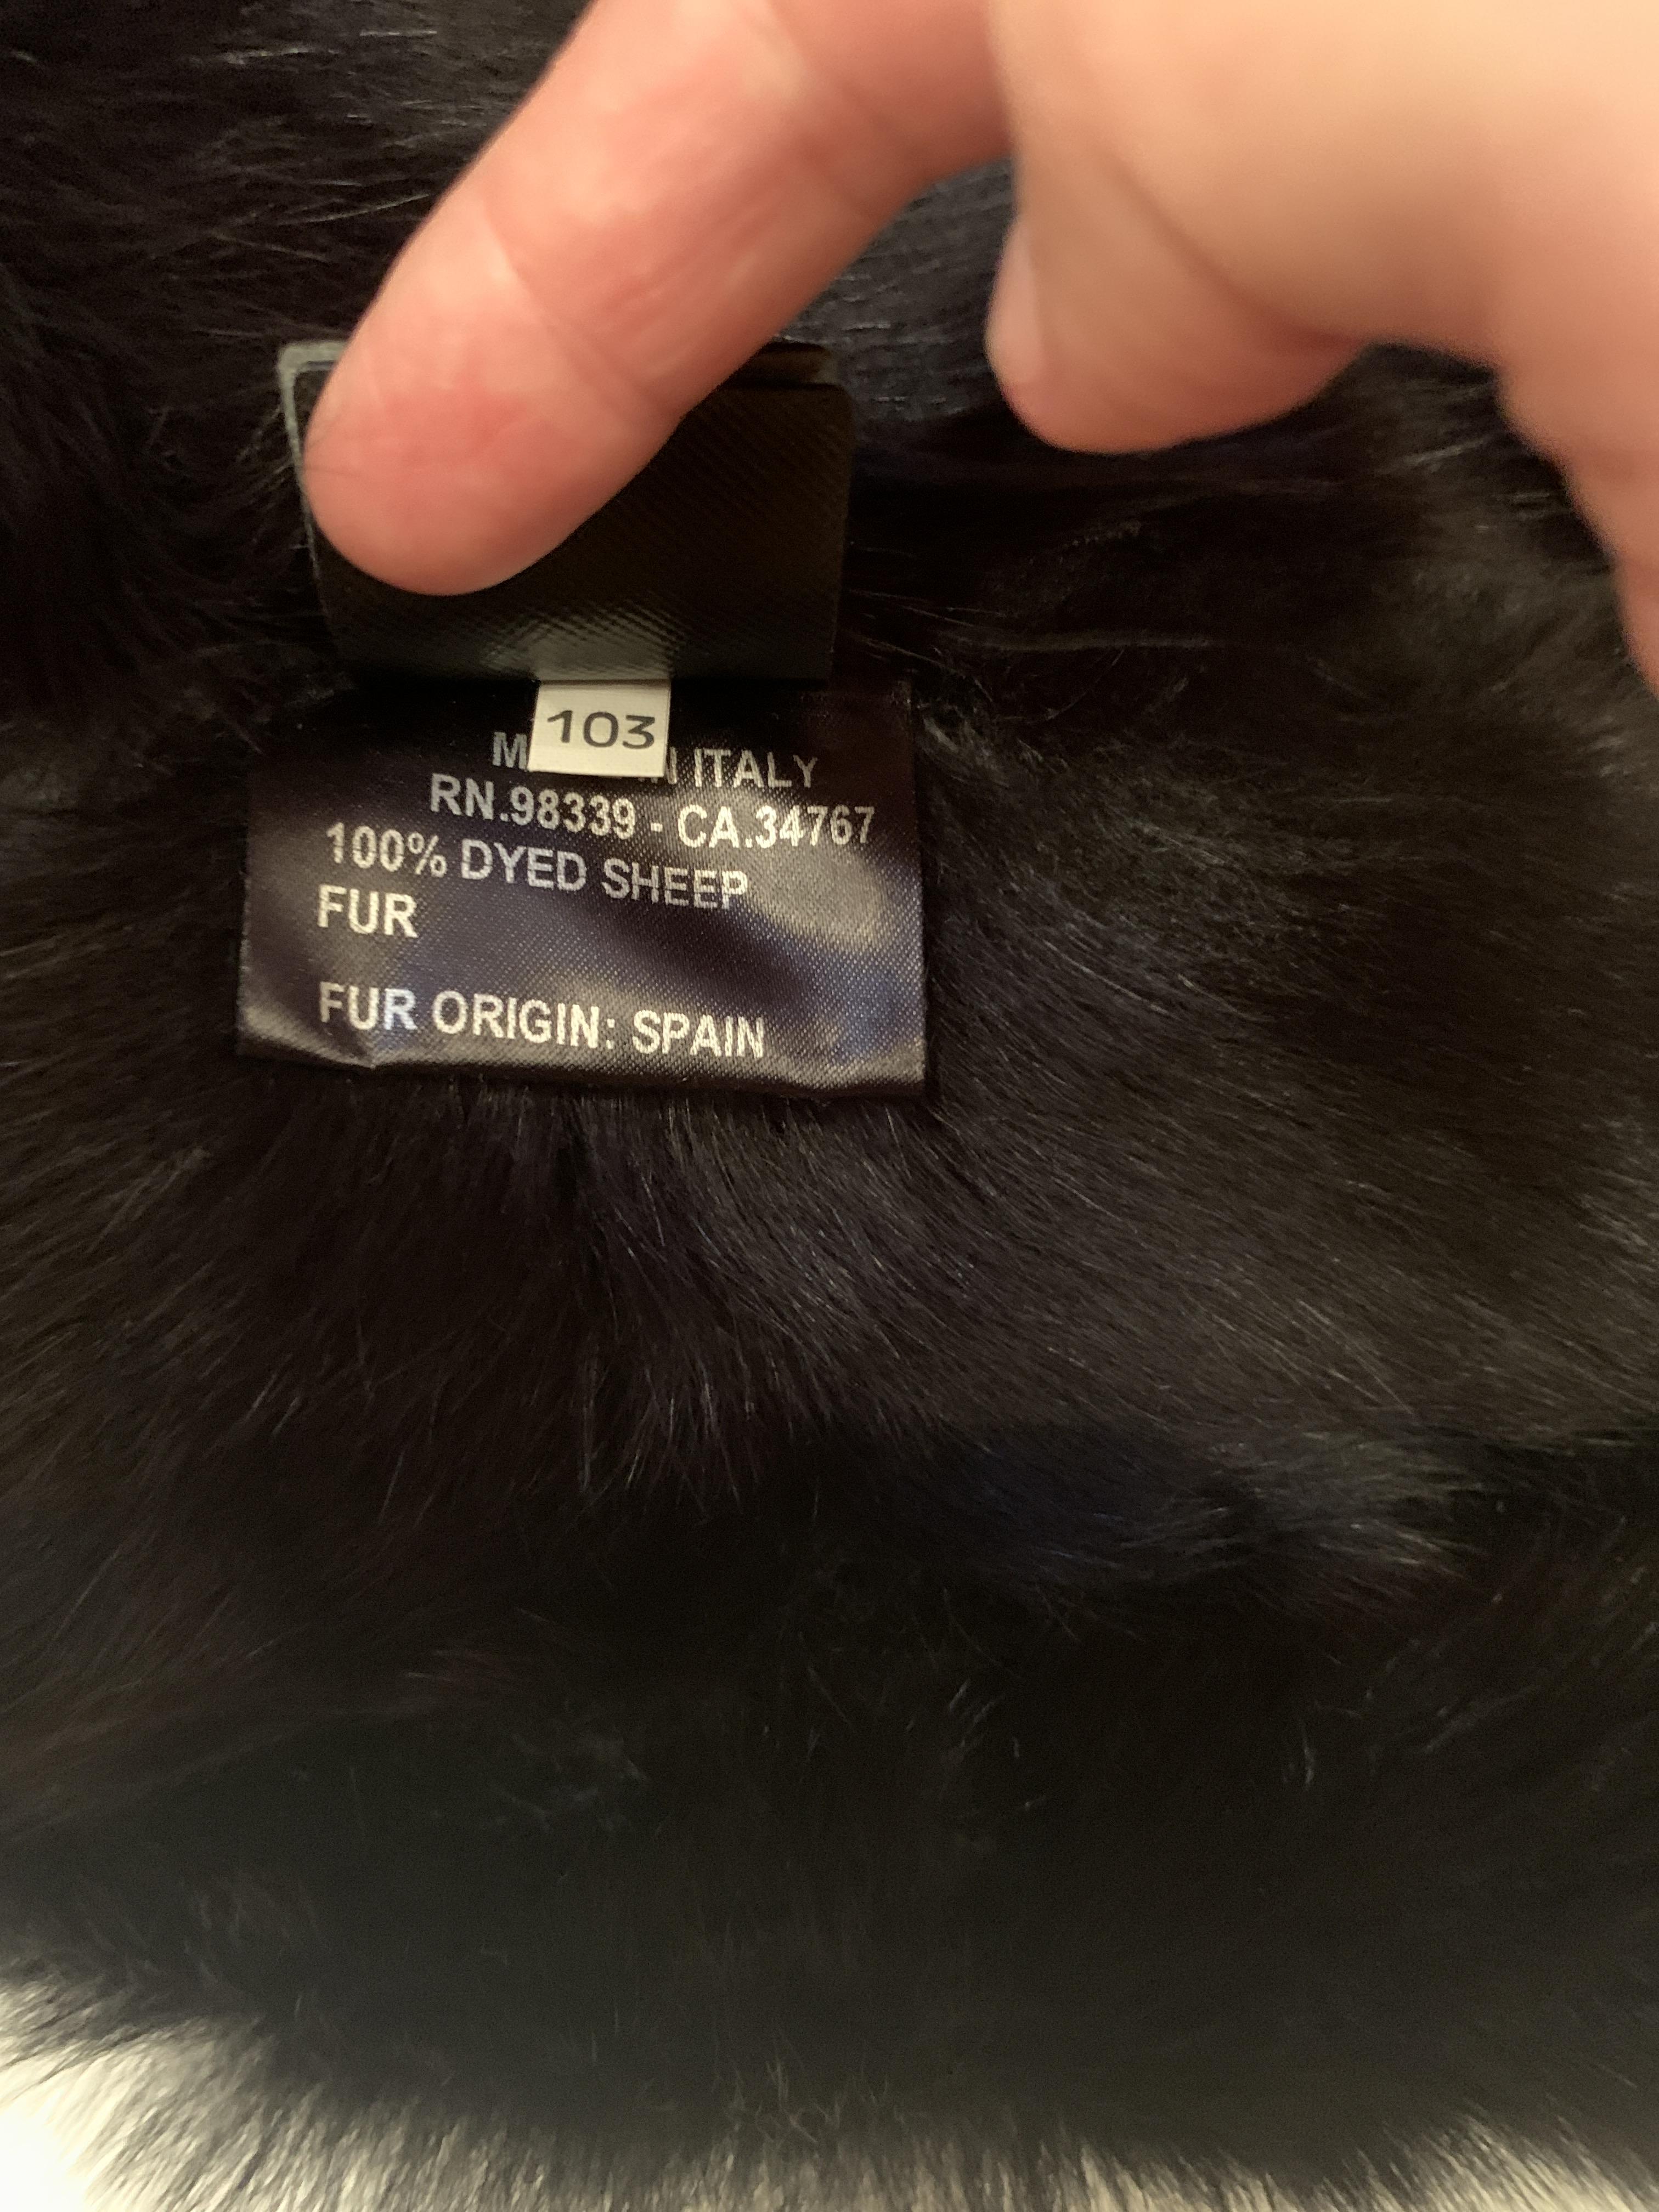 103
M ITALY
RN.98339 - CA.34767
100% DYED SHEEP
FUR
FUR ORIGIN: SPAIN